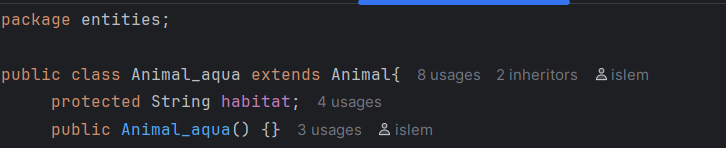 package entities;
public class Animal_aqua extends Animal{ 8 usages 2 inheritors islem
protected String habitat; 4 usages
public Animal_aqua() {} 3 usages islem